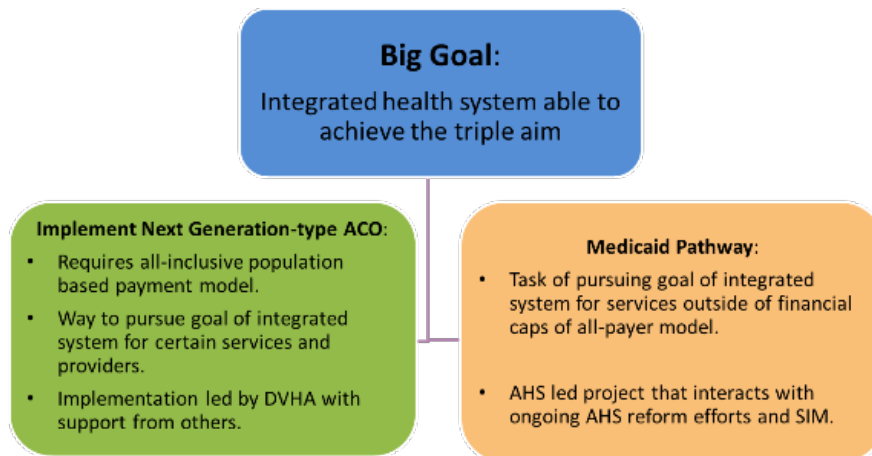 Big Goal:
Integrated health system able to
achieve the triple aim
Implement Next Generation-type ACO:
• Requires all-inclusive population
based payment model.
• Way to pursue goal of integrated
system for certain services and
providers.
• Implementation led by DVHA with
support from others.
Medicaid Pathway:
• Task of pursuing goal of integrated
system for services outside of financial
caps of all-payer model.
• AHS led project that interacts with
ongoing AHS reform efforts and SIM.